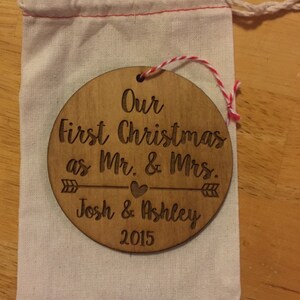 Our
First Christmas
as Mr. & Mrs.
Josh & Ashley
2015